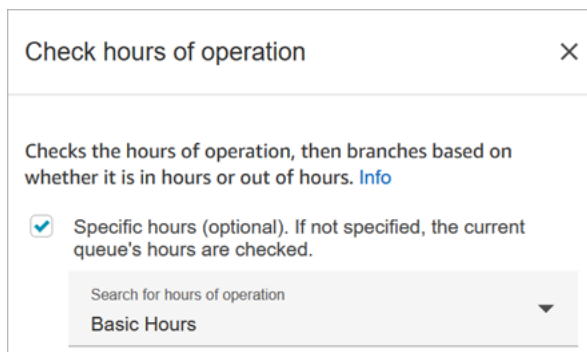 Check hours of operation
Checks the hours of operation, then branches based on
whether it is in hours or out of hours. Info
Specific hours (optional). If not specified, the current
queue's hours are checked.
Search for hours of operation
Basic Hours